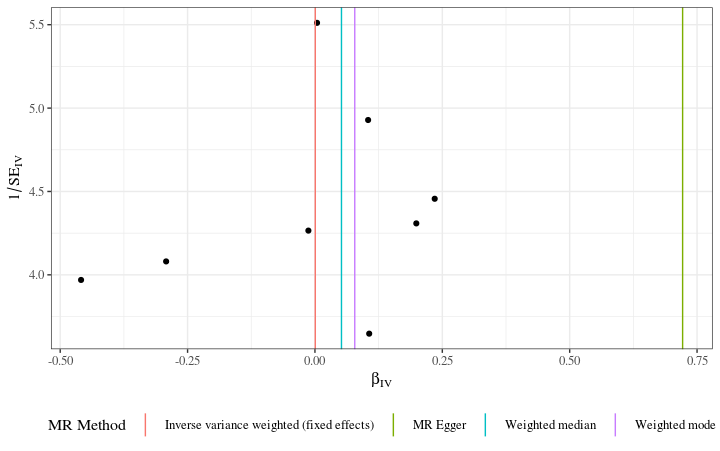 5.5
5.0
4.5
4.0
1/SE_IV
-0.50 -0.25 0.00 0.25 0.50 0.75
β_IV
MR Method Inverse variance weighted (fixed effects) MR Egger Weighted median Weighted mode